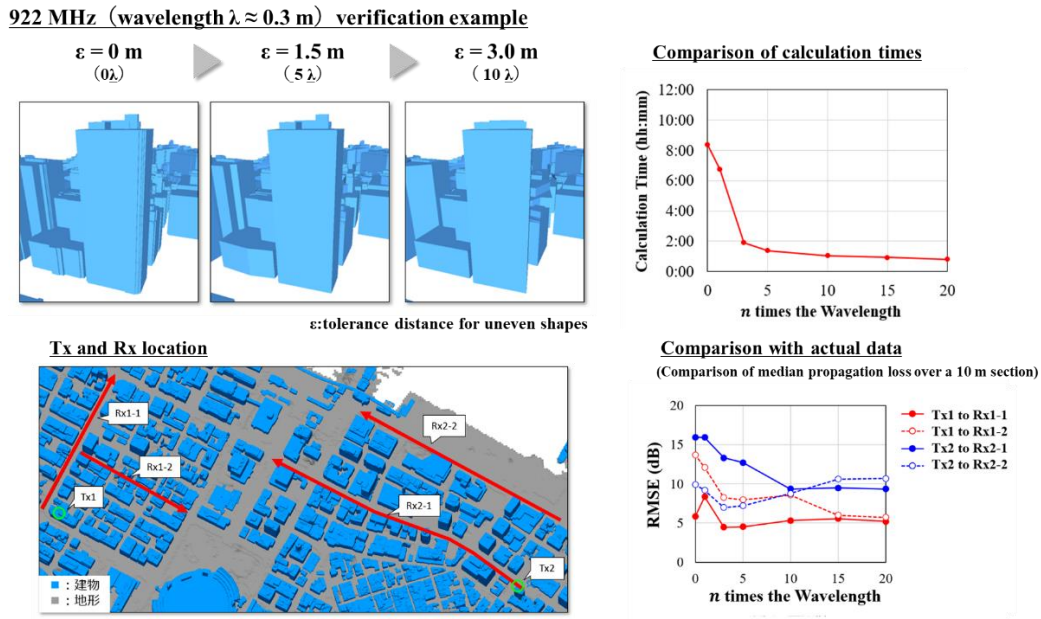 922 MHz（wavelength λ ≈ 0.3 m）verification example
ε = 0 m
（0λ）
ε = 1.5 m
（5 λ）
ε = 3.0 m
（10 λ）
ε:tolerance distance for uneven shapes
Comparison of calculation times
Calculation Time (hh:mm)
12:00
10:00
8:00
6:00
4:00
2:00
0:00
0 5 10 15 20
n times the Wavelength
Tx and Rx location
Rx1-1
Rx1-2
Tx1
Rx2-2
Rx2-1
Tx2
：建物
：地形
Comparison with actual data
(Comparison of median propagation loss over a 10 m section)
RMSE (dB)
20
15
10
5
0
0 5 10 15 20
n times the Wavelength
Tx1 to Rx1-1
Tx1 to Rx1-2
Tx2 to Rx2-1
Tx2 to Rx2-2